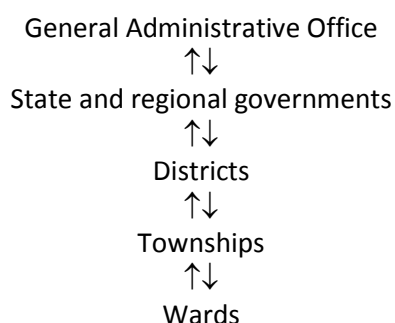 General Administrative Office
↑↓
State and regional governments
↑↓
Districts
↑↓
Townships
↑↓
Wards